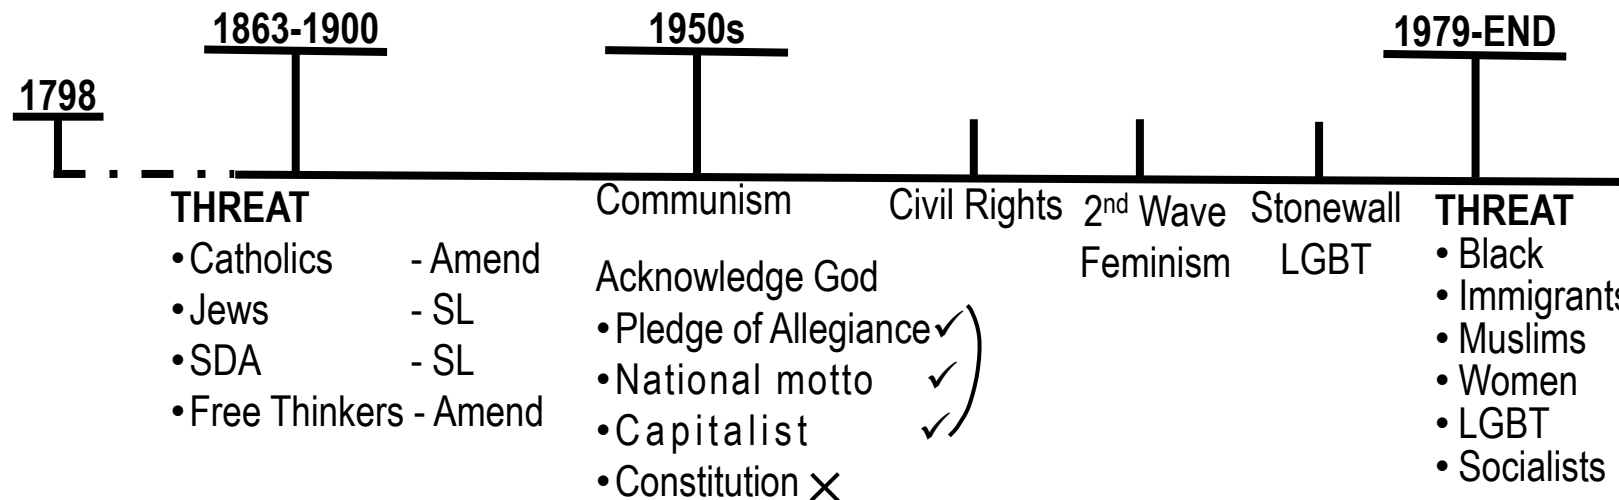 1798
1863-1900
1950s
1979-END
THREAT
•Catholics - Amend
•Jews - SL
•SDA - SL
•Free Thinkers - Amend
Communism
Acknowledge God
•Pledge of Allegiance ✓
•National motto ✓
•Capitalist ✓
•Constitution ×
Civil Rights
2nd Wave
Feminism
Stonewall
LGBT
THREAT
• Black
• Immigrants
• Muslims
• Women
• LGBT
• Socialists